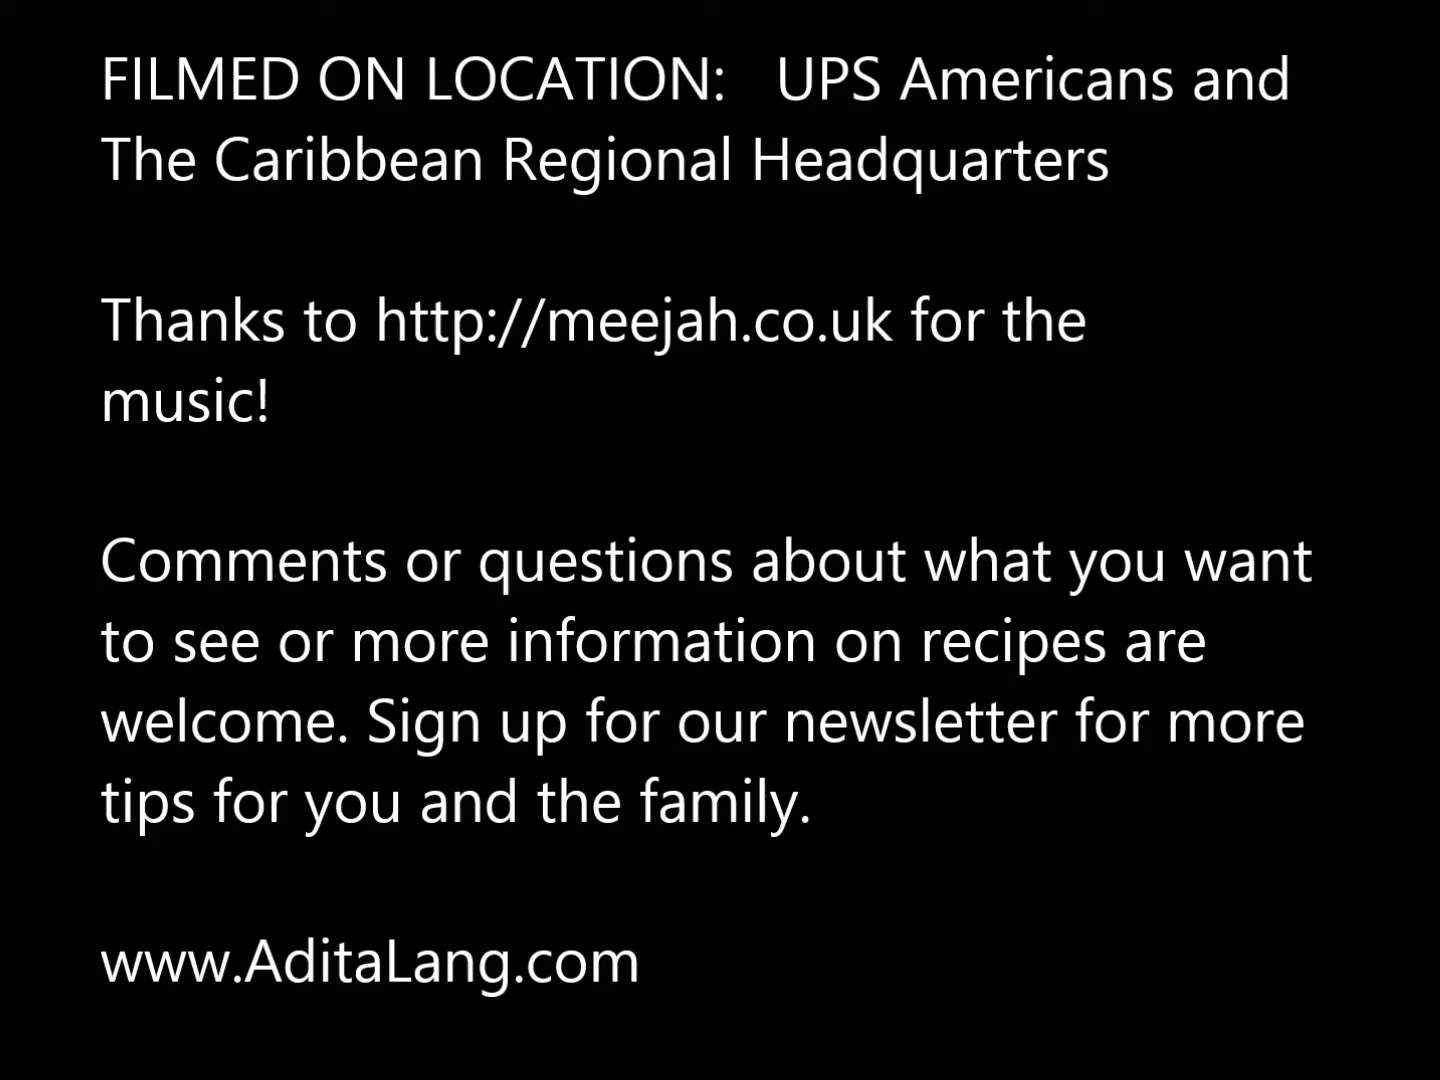 FILMED ON LOCATION:   UPS Americans and
The Caribbean Regional Headquarters
Thanks to http://meejah.co.uk for the
music!
Comments or questions about what you want
to see or more information on recipes are
welcome. Sign up for our newsletter for more
tips for you and the family.
www.AditaLang.com